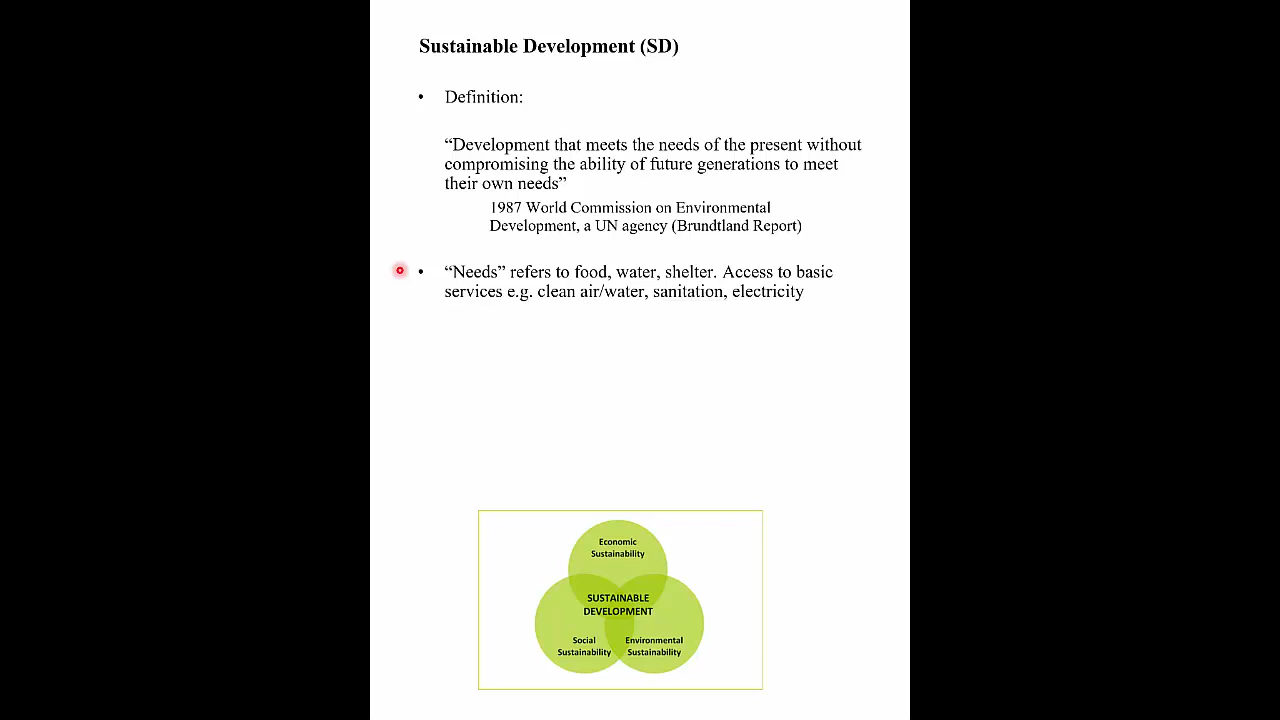 Sustainable Development (SD)
• Definition:
“Development that meets the needs of the present without
compromising the ability of future generations to meet
their own needs”
1987 World Commission on Environmental
Development, a UN agency (Brundtland Report)
• “Needs” refers to food, water, shelter. Access to basic
services e.g. clean air/water, sanitation, electricity
Economic
Sustainability
SUSTAINABLE
DEVELOPMENT
Social
Sustainability
Environmental
Sustainability